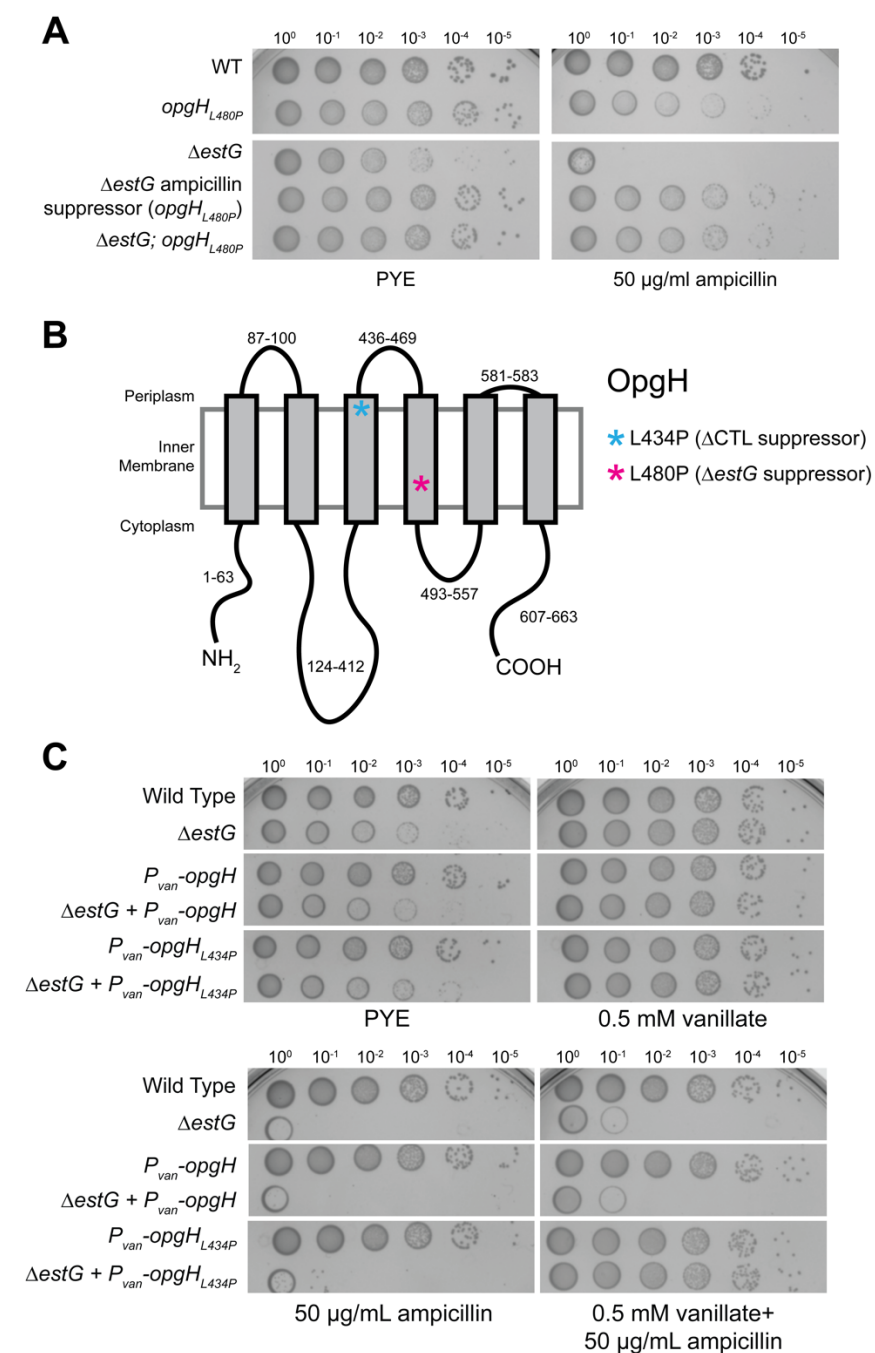 A
10⁰ 10⁻¹ 10⁻² 10⁻³ 10⁻⁴ 10⁻⁵ 10⁰ 10⁻¹ 10⁻² 10⁻³ 10⁻⁴ 10⁻⁵
WT
opgH_L480P
ΔestG
ΔestG ampicillin
suppressor (opgH_L480P)
ΔestG; opgH_L480P
PYE 50 µg/ml ampicillin
B
87-100 436-469 581-583
Periplasm
Inner
Membrane
Cytoplasm
1-63
NH₂
124-412
493-557
607-663
COOH
OpgH
* L434P (ΔCTL suppressor)
* L480P (ΔestG suppressor)
C
10⁰ 10⁻¹ 10⁻² 10⁻³ 10⁻⁴ 10⁻⁵ 10⁰ 10⁻¹ 10⁻² 10⁻³ 10⁻⁴ 10⁻⁵
Wild Type
ΔestG
P_van-opgH
ΔestG + P_van-opgH
P_van-opgH_L434P
ΔestG + P_van-opgH_L434P
PYE 0.5 mM vanillate
10⁰ 10⁻¹ 10⁻² 10⁻³ 10⁻⁴ 10⁻⁵ 10⁰ 10⁻¹ 10⁻² 10⁻³ 10⁻⁴ 10⁻⁵
Wild Type
ΔestG
P_van-opgH
ΔestG + P_van-opgH
P_van-opgH_L434P
ΔestG + P_van-opgH_L434P
50 µg/mL ampicillin 0.5 mM vanillate+
50 µg/mL ampicillin